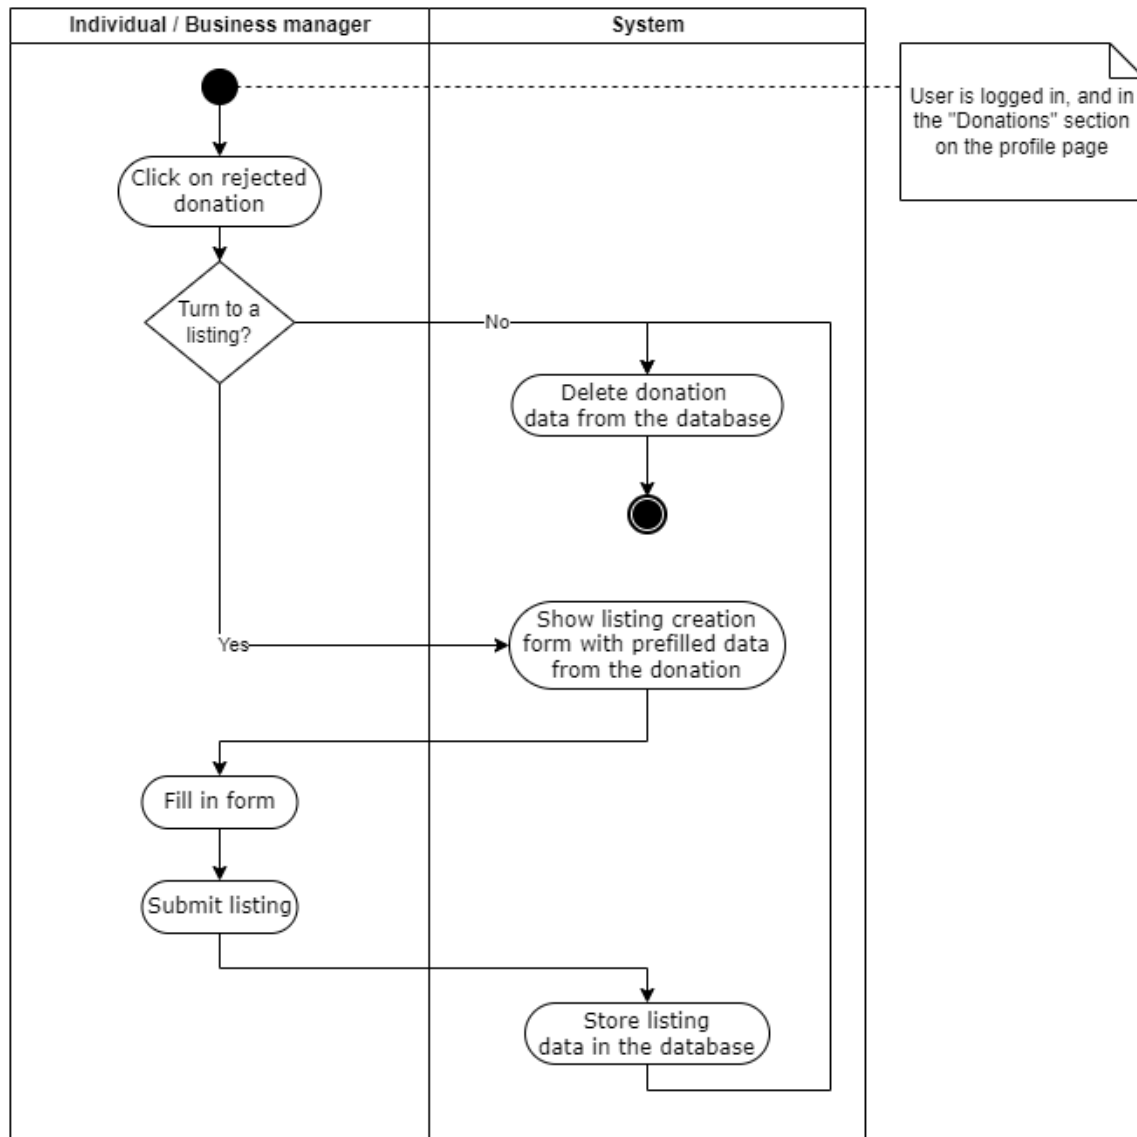 Individual / Business manager
System
User is logged in, and in
the "Donations" section
on the profile page
Click on rejected
donation
Turn to a
listing?
No
Delete donation
data from the database
Show listing creation
form with prefilled data
from the donation
Yes
Fill in form
Submit listing
Store listing
data in the database